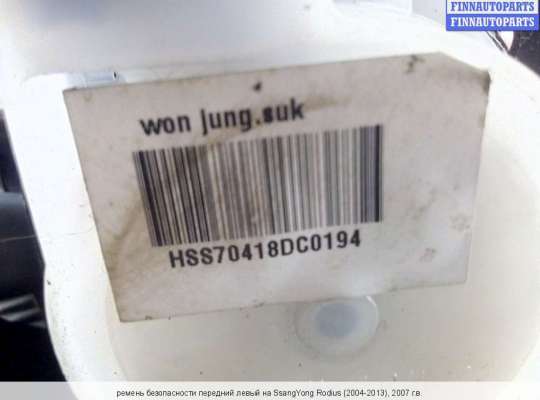 FINNAUTOPARTS
FINNAUTOPARTS
won jung.suk
HSS70418DC0194
ремень безопасности передний левый на SsangYong Rodius (2004-2013), 2007 г.в.